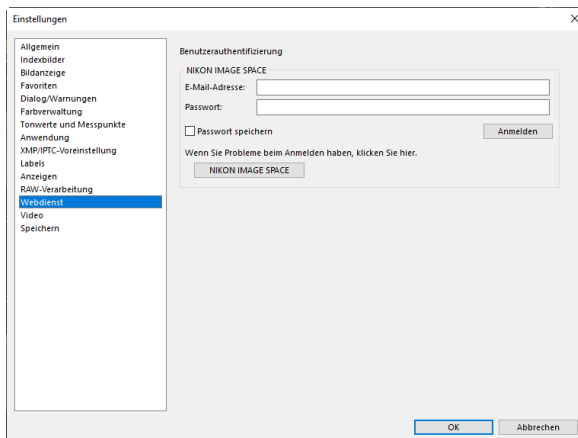 Einstellungen
Allgemein
Indexbilder
Bildanzeige
Favoriten
Dialog/Warnungen
Farbverwaltung
Tonwerte und Messpunkte
Anwendung
XMP/IPTC-Voreinstellung
Labels
Anzeigen
RAW-Verarbeitung
Webdienst
Video
Speichern
Benutzerauthentifizierung
NIKON IMAGE SPACE
E-Mail-Adresse:
Passwort:
Passwort speichern
Anmelden
Wenn Sie Probleme beim Anmelden haben, klicken Sie hier.
NIKON IMAGE SPACE
OK
Abbrechen